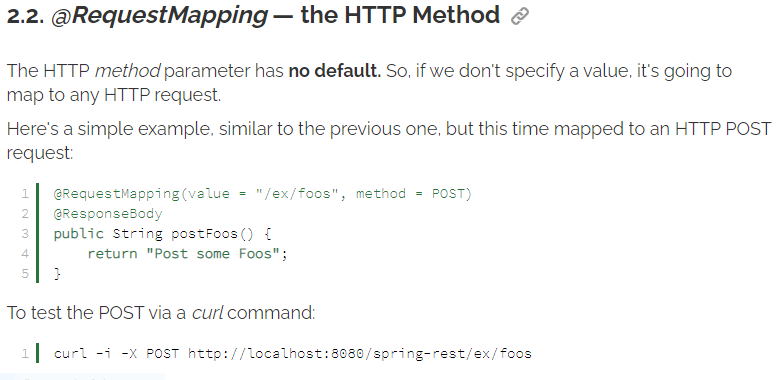 2.2. @RequestMapping — the HTTP Method
The HTTP method parameter has no default. So, if we don't specify a value, it's going to
map to any HTTP request.
Here's a simple example, similar to the previous one, but this time mapped to an HTTP POST
request:
1 @RequestMapping(value = "/ex/foos", method = POST)
2 @ResponseBody
3 public String postFoos() {
4     return "Post some Foos";
5 }
To test the POST via a curl command:
1 curl -i -X POST http://localhost:8080/spring-rest/ex/foos